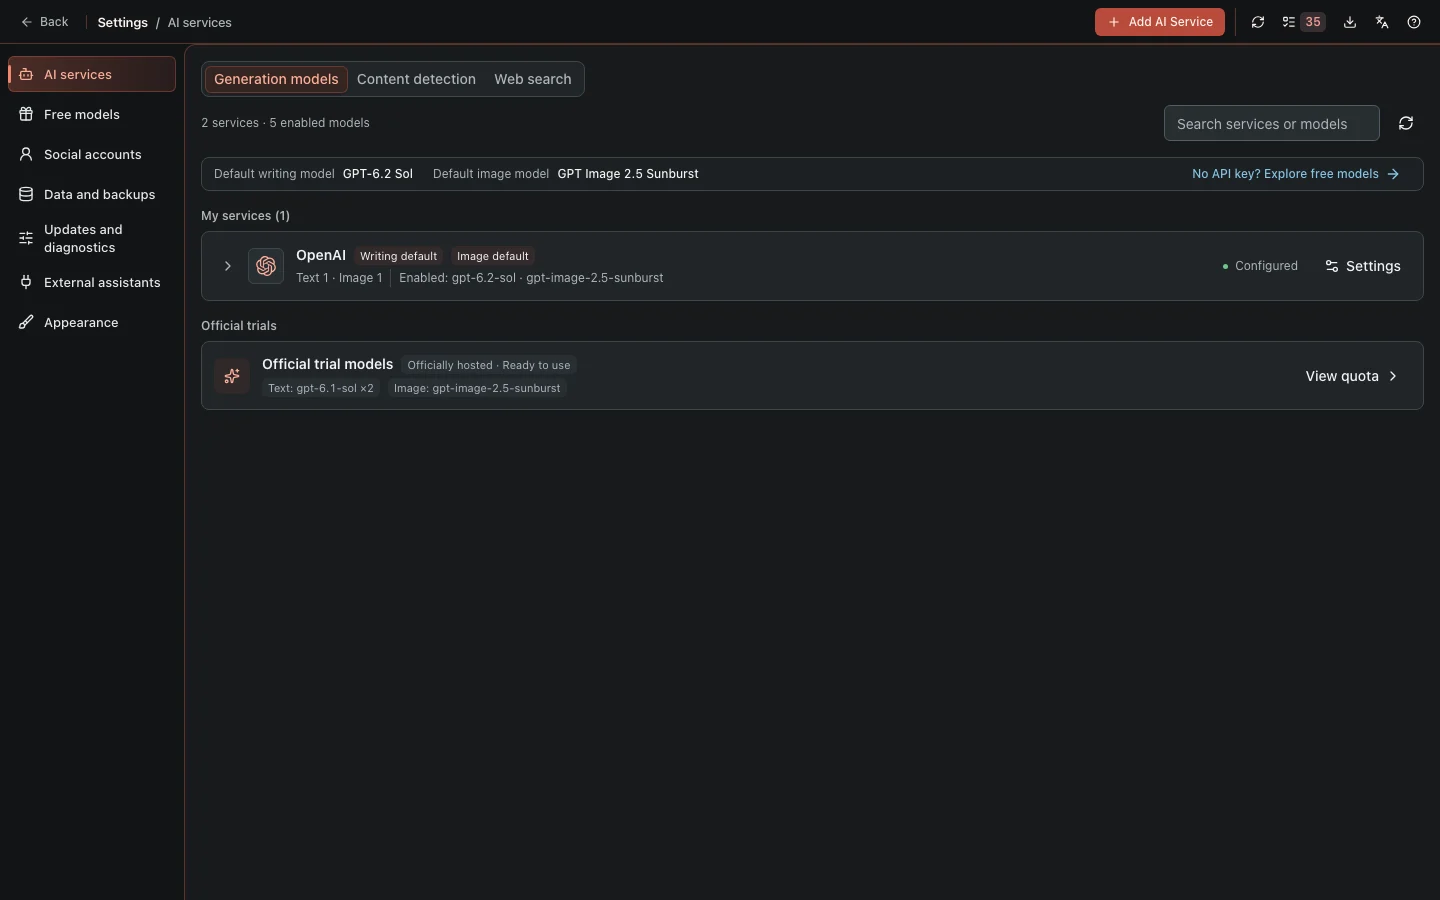 Back
Settings / AI services
Add AI Service
35
AI services
Free models
Social accounts
Data and backups
Updates and
diagnostics
External assistants
Appearance
Generation models
Content detection
Web search
2 services · 5 enabled models
Search services or models
Default writing model GPT-6.2 Sol
Default image model GPT Image 2.5 Sunburst
No API key? Explore free models
My services (1)
OpenAI
Writing default
Image default
Text 1 · Image 1
Enabled: gpt-6.2-sol · gpt-image-2.5-sunburst
Configured
Settings
Official trials
Official trial models
Officially hosted · Ready to use
Text: gpt-6.1-sol ×2
Image: gpt-image-2.5-sunburst
View quota